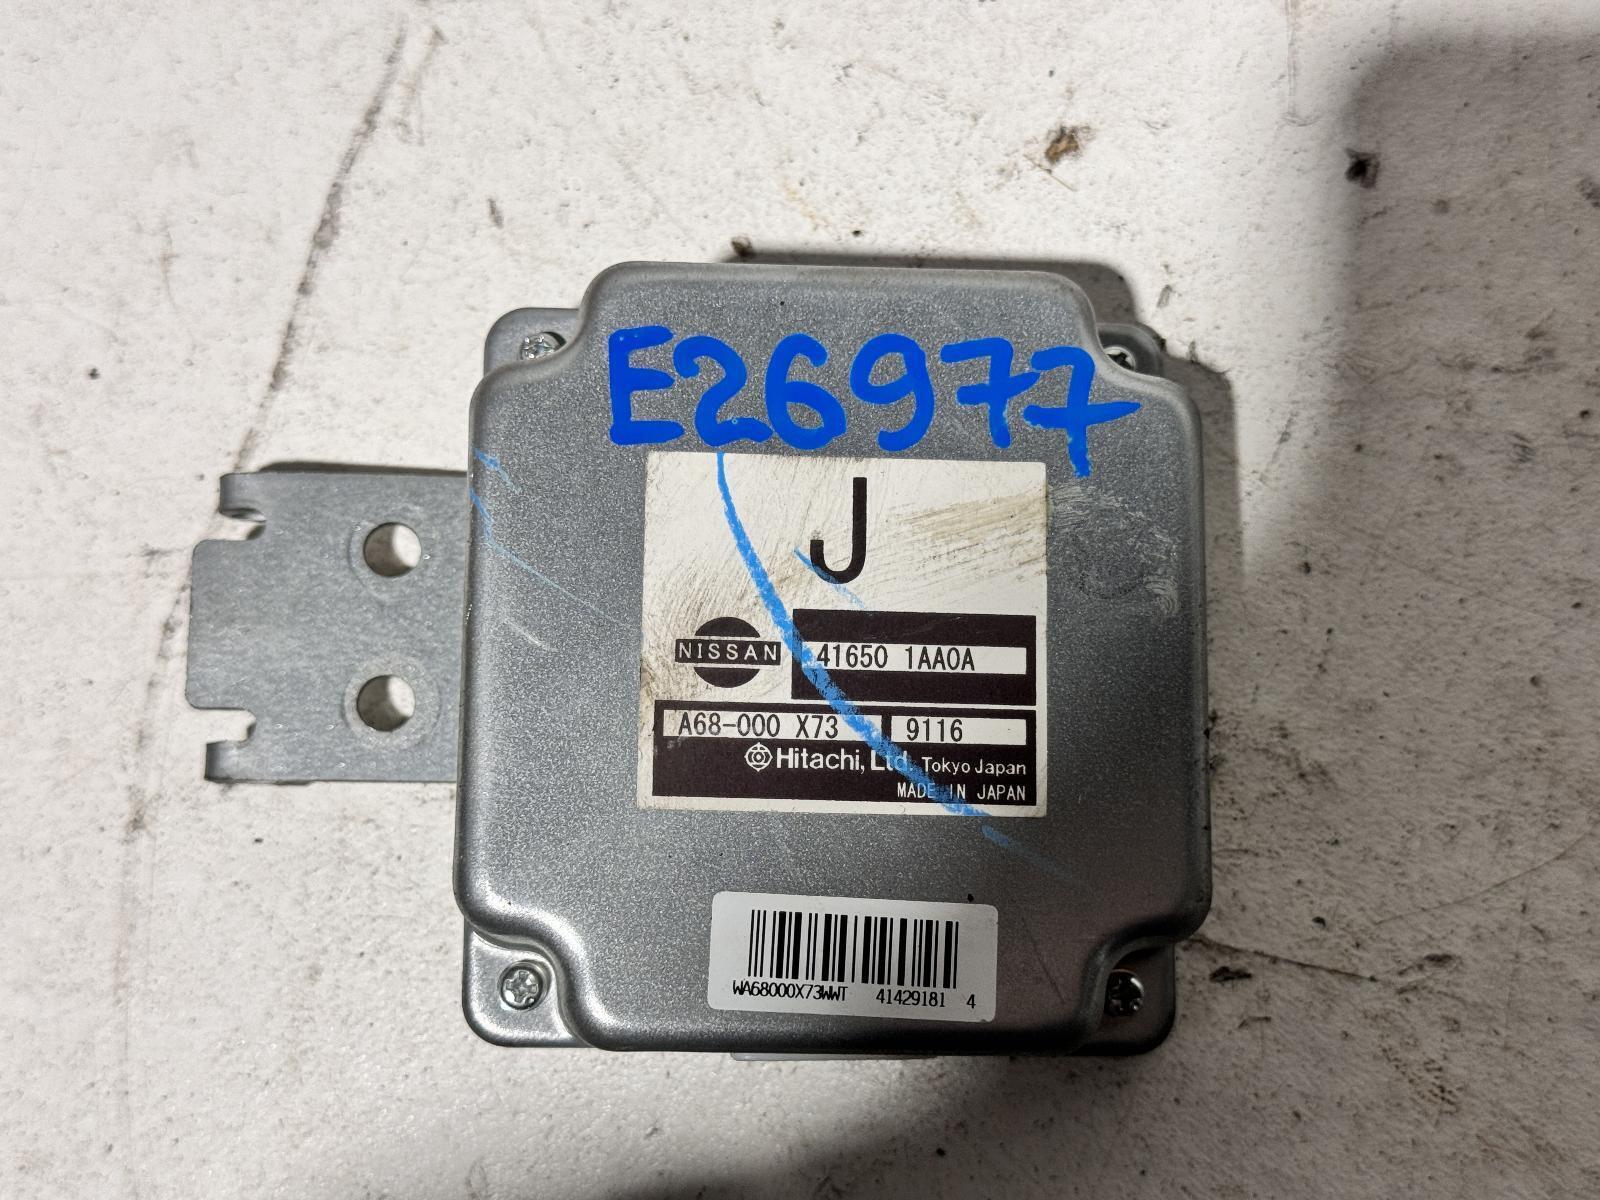 E26977
J
NISSAN
41650 1AA0A
A68-000 X73 9116
Hitachi, Ltd. Tokyo Japan
MADE IN JAPAN
WA68000X73WWT 41429181 4